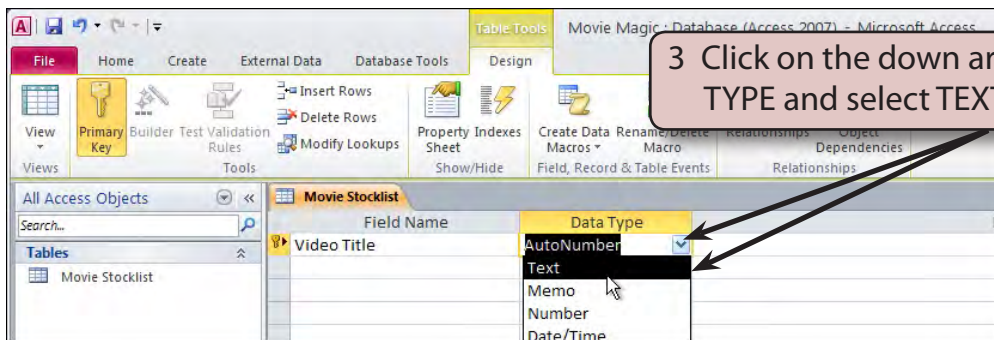 A
Table Tools
Movie Magic : Database (Access 2007) - Microsoft Access
File Home Create External Data Database Tools Design
3 Click on the down
TYPE and select TEXT
View
Views
Primary Key
Builder
Test Validation Rules
Insert Rows
Delete Rows
Modify Lookups
Tools
Property Sheet
Indexes
Show/Hide
Create Data Macros
Rename/Delete Macro
Field, Record & Table Events
Relationships
Object Dependencies
Relationships
All Access Objects
Movie Stocklist
Search...
Field Name Data Type
Tables
Video Title AutoNumber
Movie Stocklist
Text
Memo
Number
Date/Time